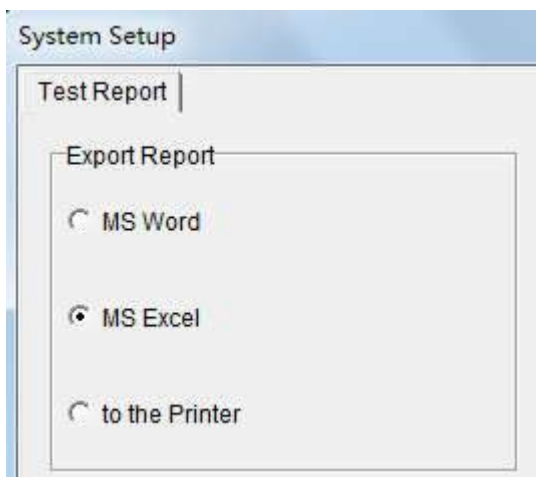 System Setup
Test Report
Export Report
MS Word
MS Excel
to the Printer